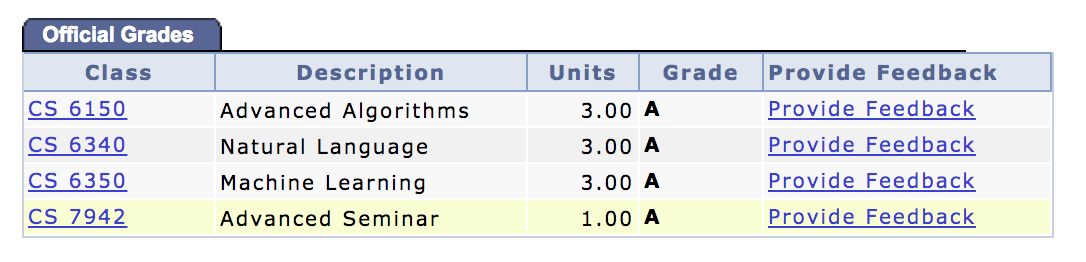 Official Grades
Class Description Units Grade Provide Feedback
CS 6150 Advanced Algorithms 3.00 A Provide Feedback
CS 6340 Natural Language 3.00 A Provide Feedback
CS 6350 Machine Learning 3.00 A Provide Feedback
CS 7942 Advanced Seminar 1.00 A Provide Feedback